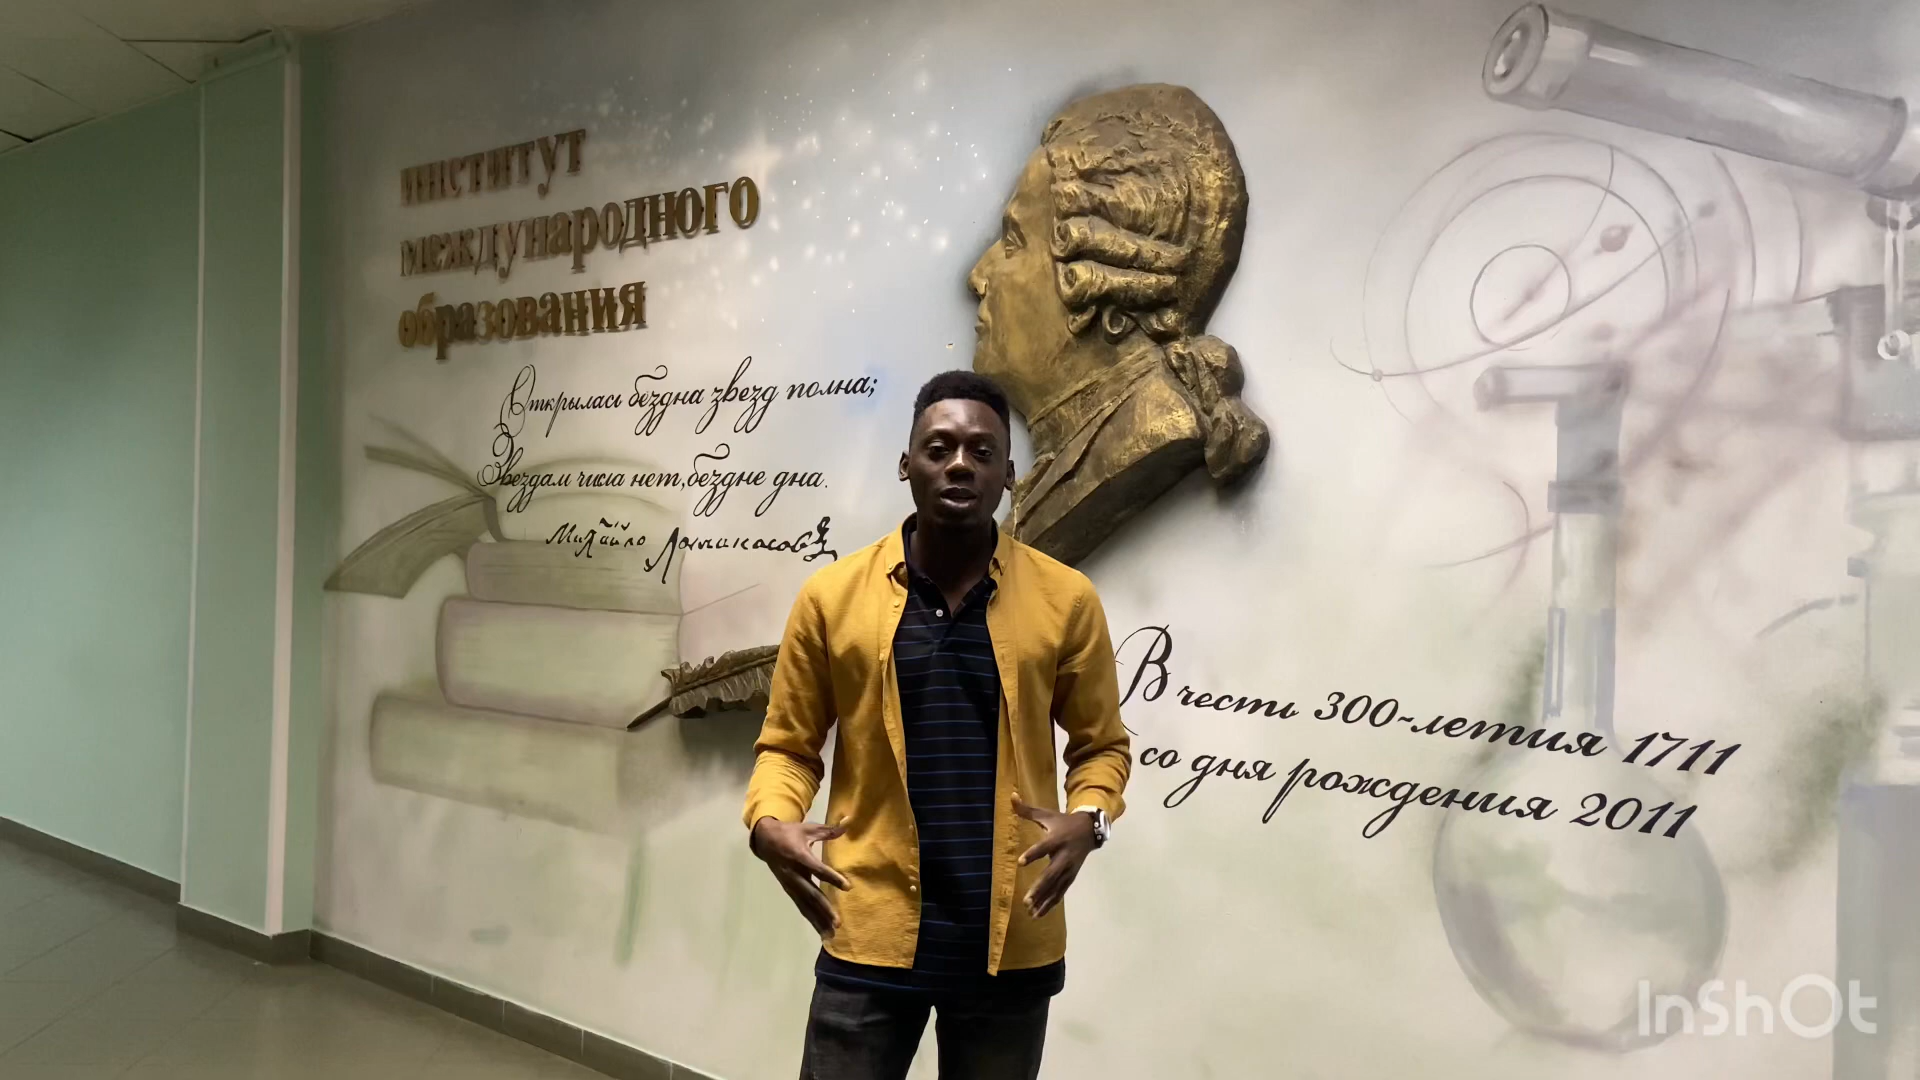 институт
международного
образования
Открылась бездна звезд полна;
Звездам числа нет, бездне дна.
Михайло Ломоносов
В честь 300-летия 1711
со дня рождения 2011
InShOt